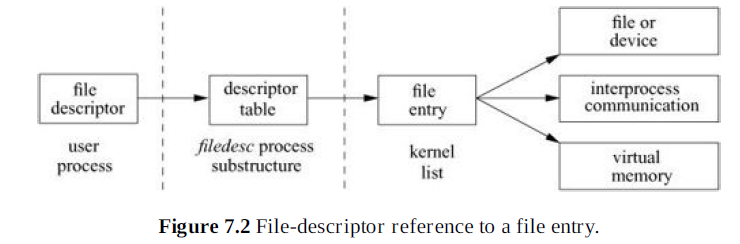 file
descriptor
user
process
descriptor
table
filedesc process
substructure
file
entry
kernel
list
file or
device
interprocess
communication
virtual
memory
Figure 7.2 File-descriptor reference to a file entry.